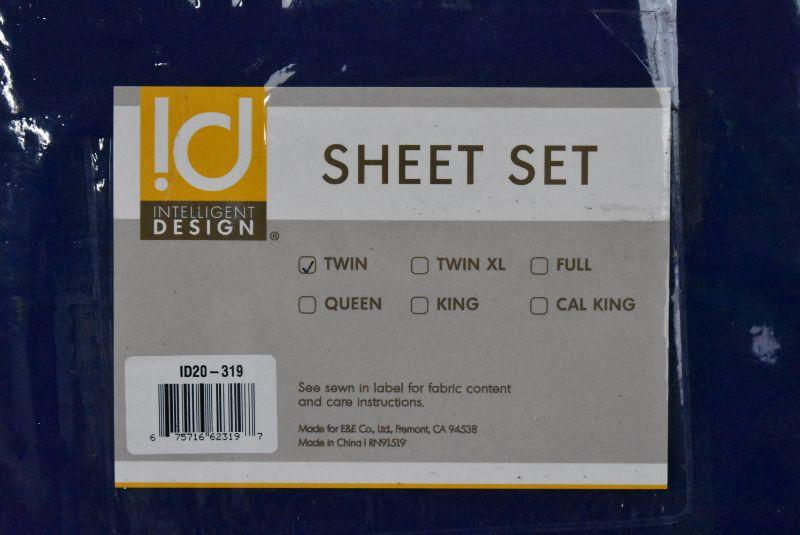 id
INTELLIGENT
DESIGN®
SHEET SET
TWIN TWIN XL FULL
QUEEN KING CAL KING
ID20-319
6 75716 62319 7
See sewn in label for fabric content
and care instructions.
Made for E&E Co., Ltd., Fremont, CA 94538
Made in China | RN91519